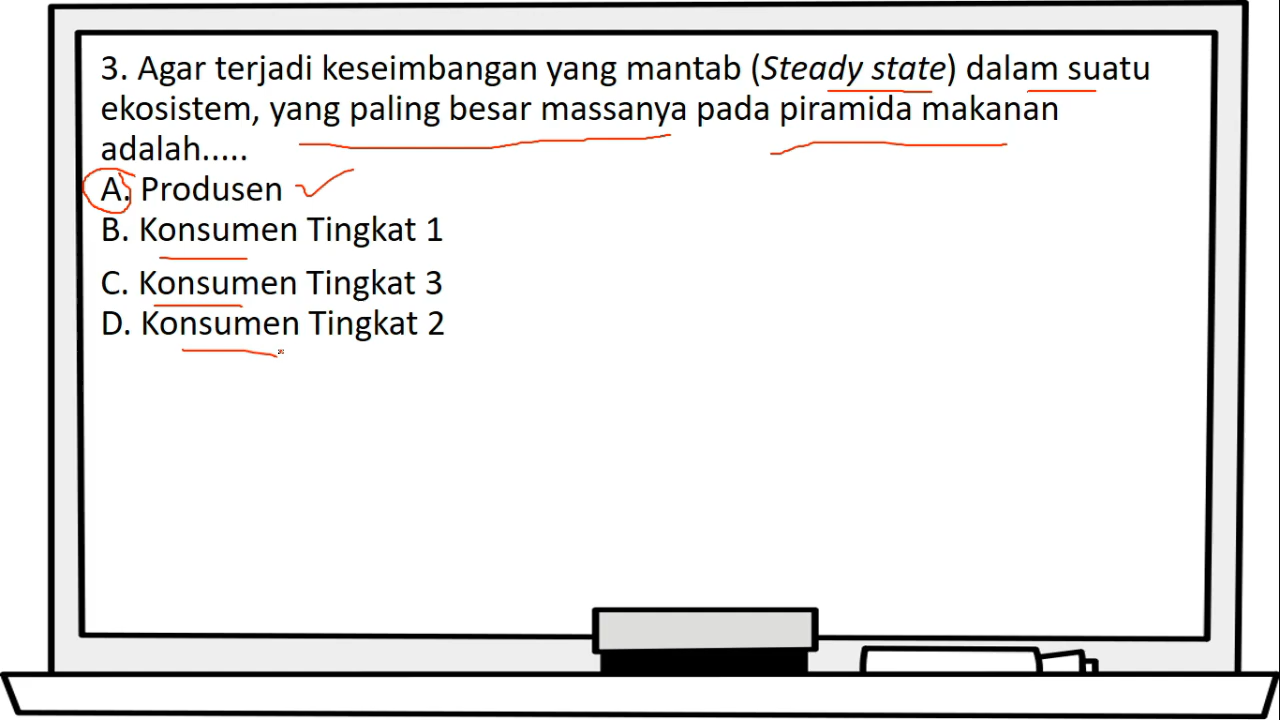 3. Agar terjadi keseimbangan yang mantab (Steady state) dalam suatu
ekosistem, yang paling besar massanya pada piramida makanan
adalah.....
A. Produsen
B. Konsumen Tingkat 1
C. Konsumen Tingkat 3
D. Konsumen Tingkat 2